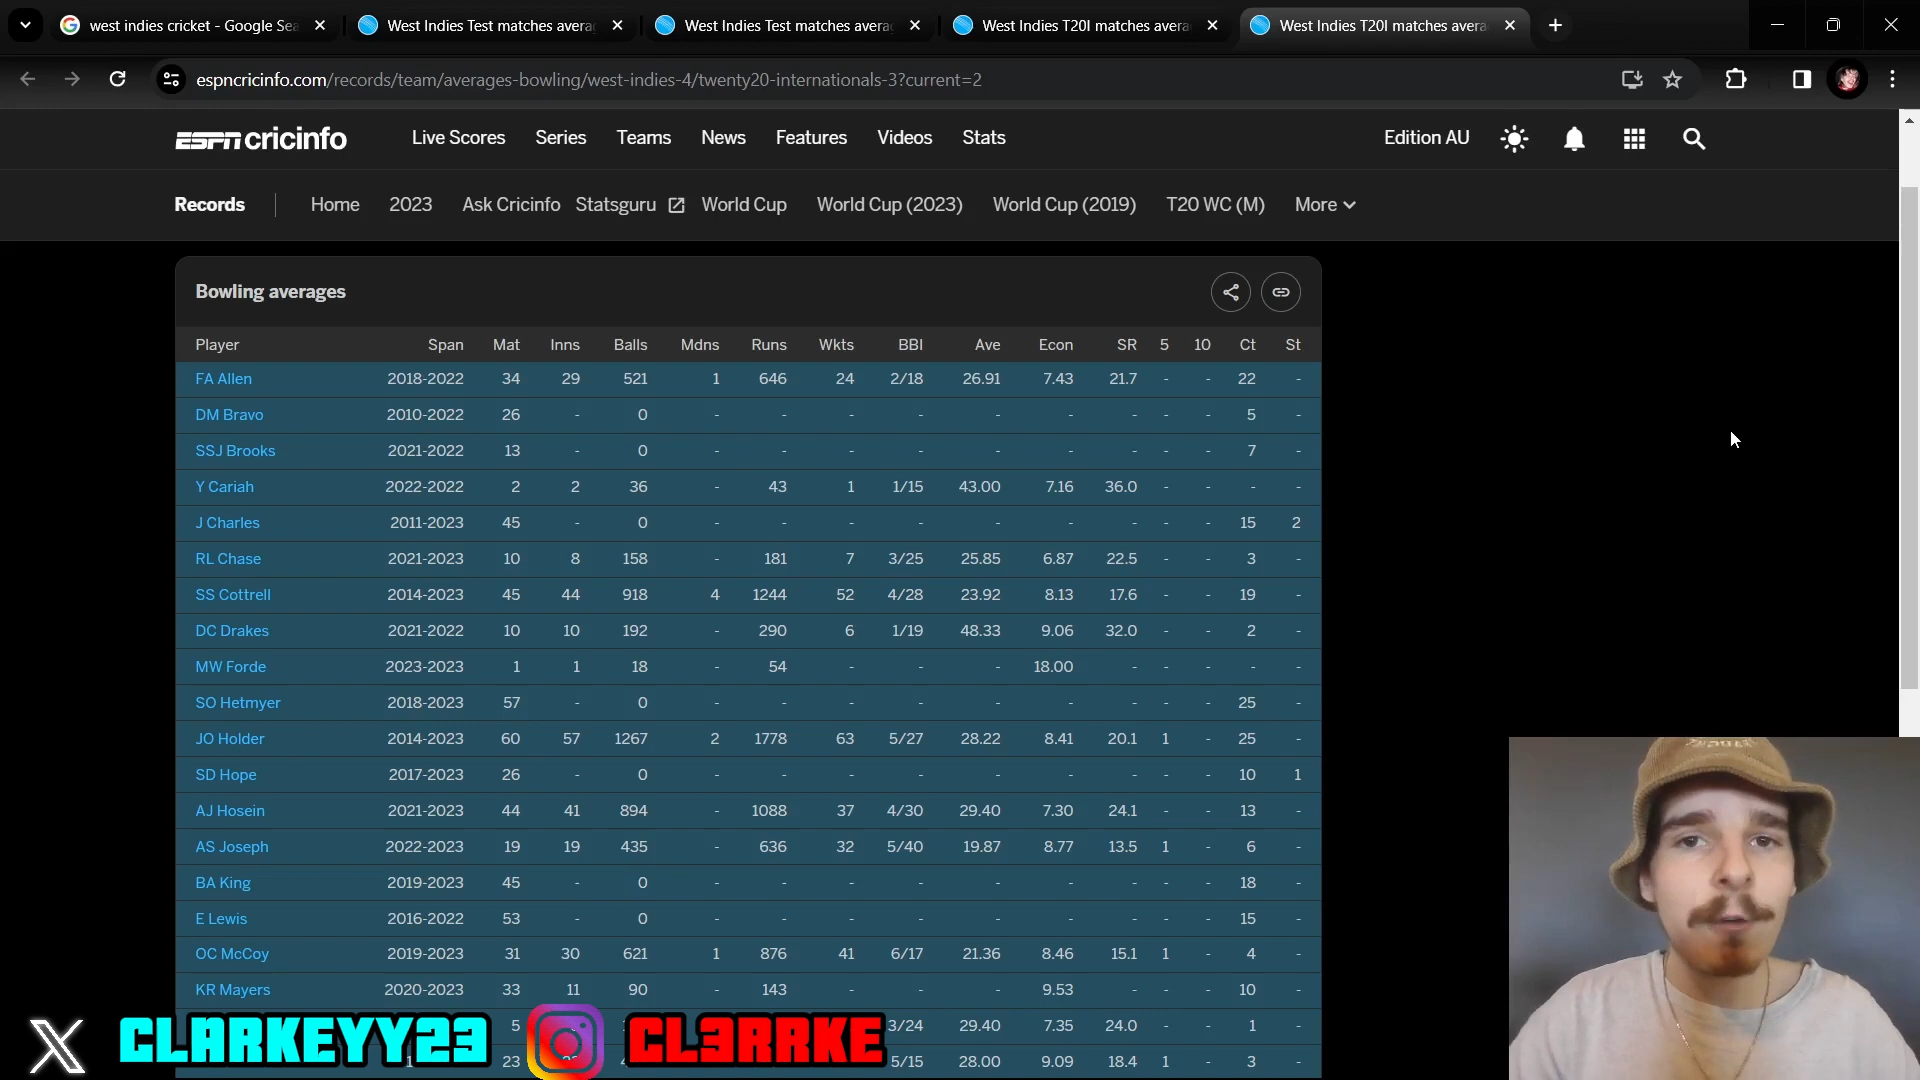 west indies cricket - Google Sea
West Indies Test matches avera
West Indies Test matches avera
West Indies T20I matches avera
West Indies T20I matches avera
espncricinfo.com/records/team/averages-bowling/west-indies-4/twenty20-internationals-3?current=2
ESPN cricinfo Live Scores Series Teams News Features Videos Stats Edition AU
Records Home 2023 Ask Cricinfo Statsguru World Cup World Cup (2023) World Cup (2019) T20 WC (M) More
Bowling averages
Player Span Mat Inns Balls Mdns Runs Wkts BBI Ave Econ SR 5 10 Ct St
FA Allen 2018-2022 34 29 521 1 646 24 2/18 26.91 7.43 21.7 - - 22 -
DM Bravo 2010-2022 26 - 0 - - - - - - - - - 5 -
SSJ Brooks 2021-2022 13 - 0 - - - - - - - - - 7 -
Y Cariah 2022-2022 2 2 36 - 43 1 1/15 43.00 7.16 36.0 - - - -
J Charles 2011-2023 45 - 0 - - - - - - - - - 15 2
RL Chase 2021-2023 10 8 158 - 181 7 3/25 25.85 6.87 22.5 - - 3 -
SS Cottrell 2014-2023 45 44 918 4 1244 52 4/28 23.92 8.13 17.6 - - 19 -
DC Drakes 2021-2022 10 10 192 - 290 6 1/19 48.33 9.06 32.0 - - 2 -
MW Forde 2023-2023 1 1 18 - 54 - - - 18.00 - - - - -
SO Hetmyer 2018-2023 57 - 0 - - - - - - - - - 25 -
JO Holder 2014-2023 60 57 1267 2 1778 63 5/27 28.22 8.41 20.1 1 - 25 -
SD Hope 2017-2023 26 - 0 - - - - - - - - - 10 1
AJ Hosein 2021-2023 44 41 894 - 1088 37 4/30 29.40 7.30 24.1 - - 13 -
AS Joseph 2022-2023 19 19 435 - 636 32 5/40 19.87 8.77 13.5 1 - 6 -
BA King 2019-2023 45 - 0 - - - - - - - - - 18 -
E Lewis 2016-2022 53 - 0 - - - - - - - - - 15 -
OC McCoy 2019-2023 31 30 621 1 876 41 6/17 21.36 8.46 15.1 1 - 4 -
KR Mayers 2020-2023 33 11 90 - 143 - - - 9.53 - - - 10 -
5 3/24 29.40 7.35 24.0 - - 1 -
23 5/15 28.00 9.09 18.4 1 - 3 -
X CLARKEYY23 CL3RRKE